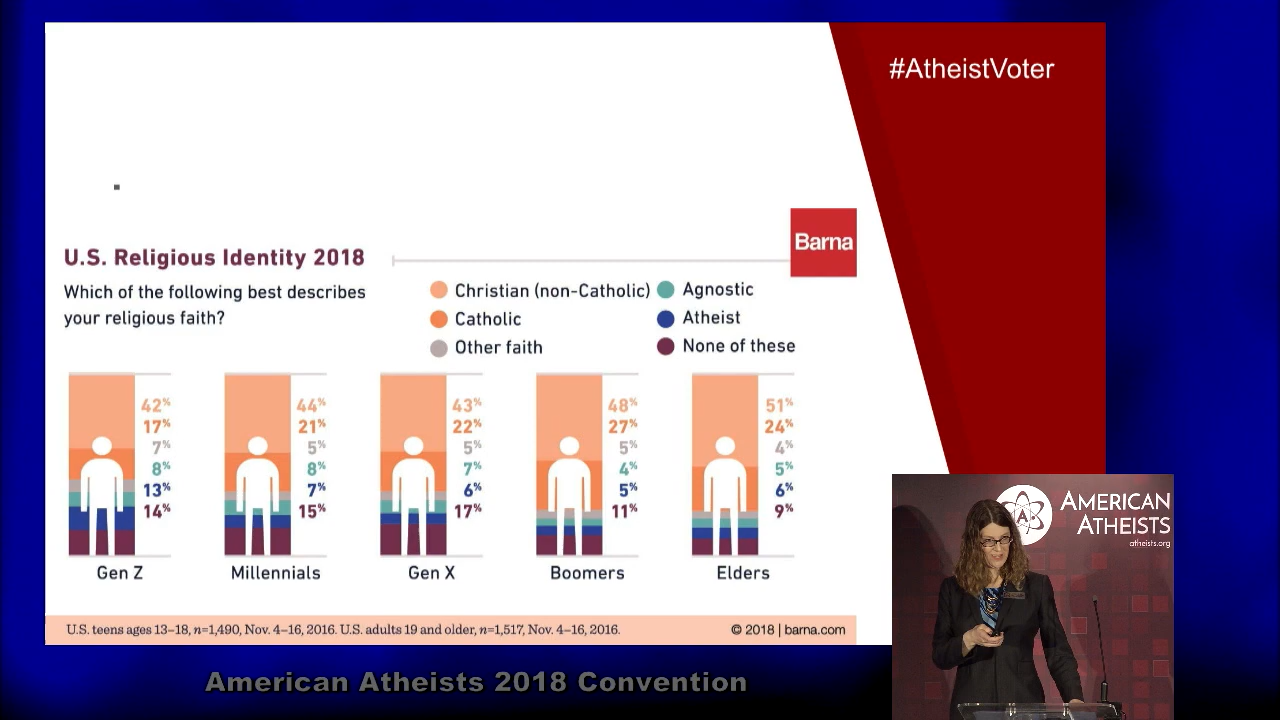 #AtheistVoter
Barna
U.S. Religious Identity 2018
Which of the following best describes
your religious faith?
Christian (non-Catholic)
Catholic
Other faith
Agnostic
Atheist
None of these
42%
17%
7%
8%
13%
14%
Gen Z
44%
21%
5%
8%
7%
15%
Millennials
43%
22%
5%
7%
6%
17%
Gen X
48%
27%
5%
4%
5%
11%
Boomers
51%
24%
4%
5%
6%
9%
Elders
U.S. teens ages 13–18, n=1,490, Nov. 4–16, 2016. U.S. adults 19 and older, n=1,517, Nov. 4–16, 2016.
© 2018 | barna.com
A
AMERICAN
ATHEISTS
atheists.org
American Atheists 2018 Convention